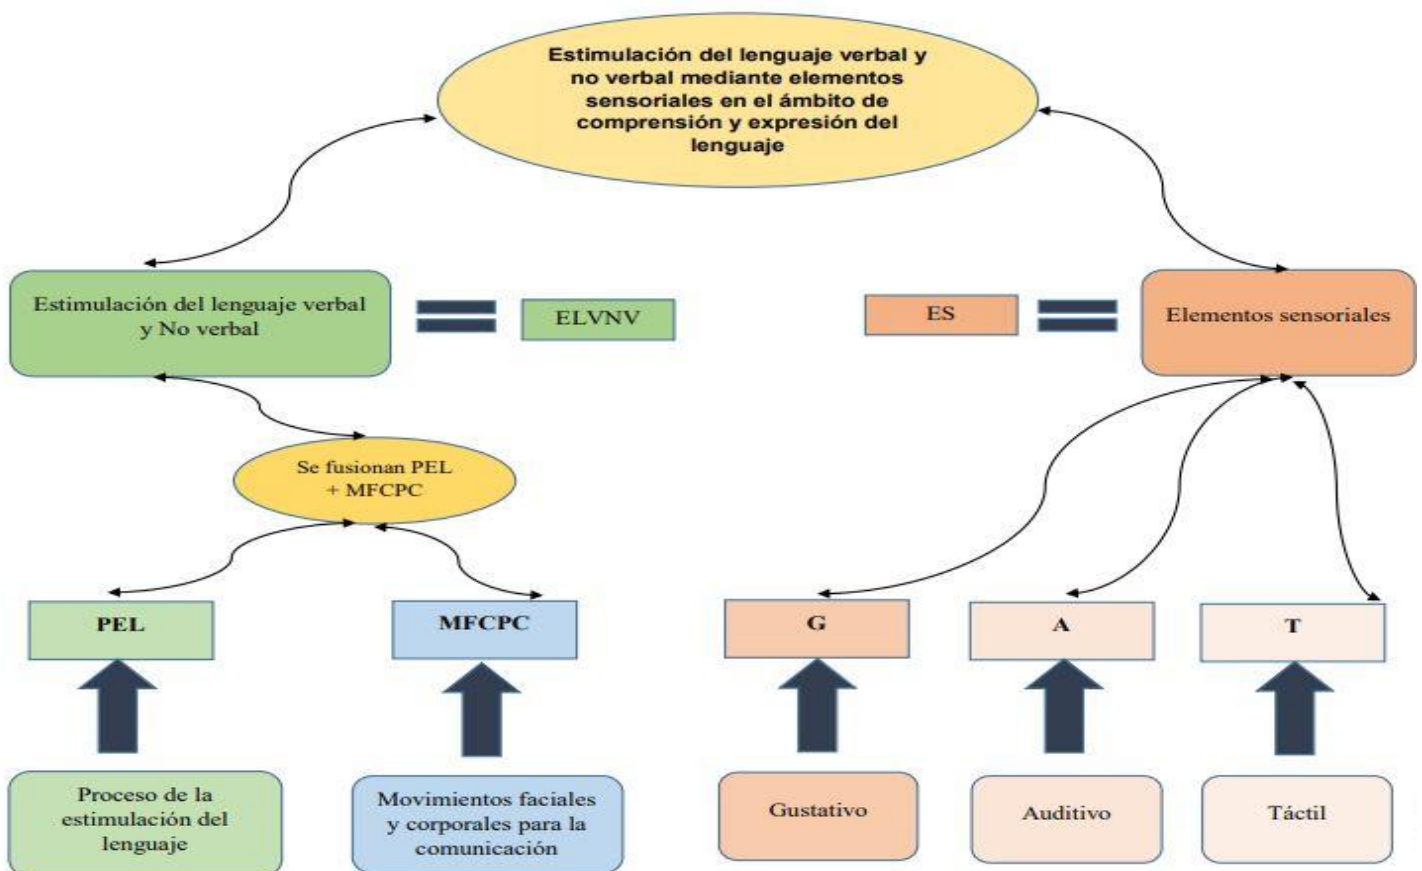 Estimulación del lenguaje verbal y
no verbal mediante elementos
sensoriales en el ámbito de
comprensión y expresión del
lenguaje
Estimulación del lenguaje verbal
y No verbal
ELVNV
ES
Elementos sensoriales
Se fusionan PEL
+ MFCPC
PEL
MFCPC
G
A
T
Proceso de la
estimulación del
lenguaje
Movimientos faciales
y corporales para la
comunicación
Gustativo
Auditivo
Táctil